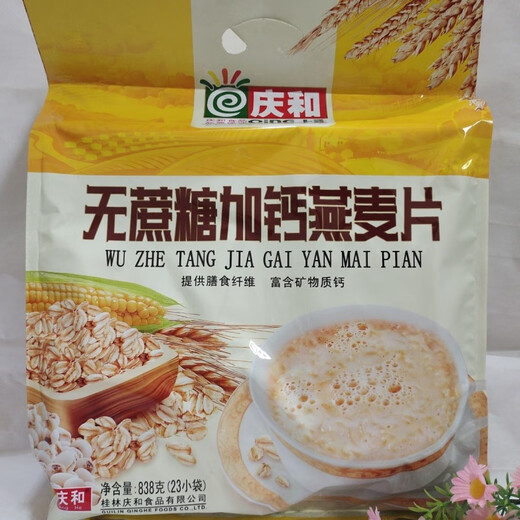 庆和
无蔗糖加钙燕麦片
WU ZHE TANG JIA GAI YAN MAI PIAN
提供膳食纤维 富含矿物质钙
净含量:838克(23小袋)
桂林庆和食品有限公司
GUILIN QINGHE FOODS CO.,LTD.
庆和